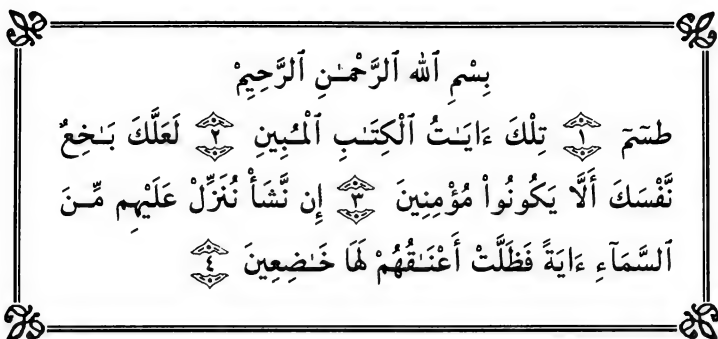 بِسْمِ ٱللَّهِ ٱلرَّحْمَـٰنِ ٱلرَّحِيمْ
طسٓمٓ ١ تِلْكَ ءَايَـٰتُ ٱلْكِتَـٰبِ ٱلْمُبِينِ ٢ لَعَلَّكَ بَـٰخِعٌ
نَّفْسَكَ أَلَّا يَكُونُوا۟ مُؤْمِنِينَ ٣ إِن نَّشَأْ نُنَزِّلْ عَلَيْهِم مِّنَ
ٱلسَّمَآءِ ءَايَةً فَظَلَّتْ أَعْنَـٰقُهُمْ لَهَا خَـٰضِعِينَ ٤